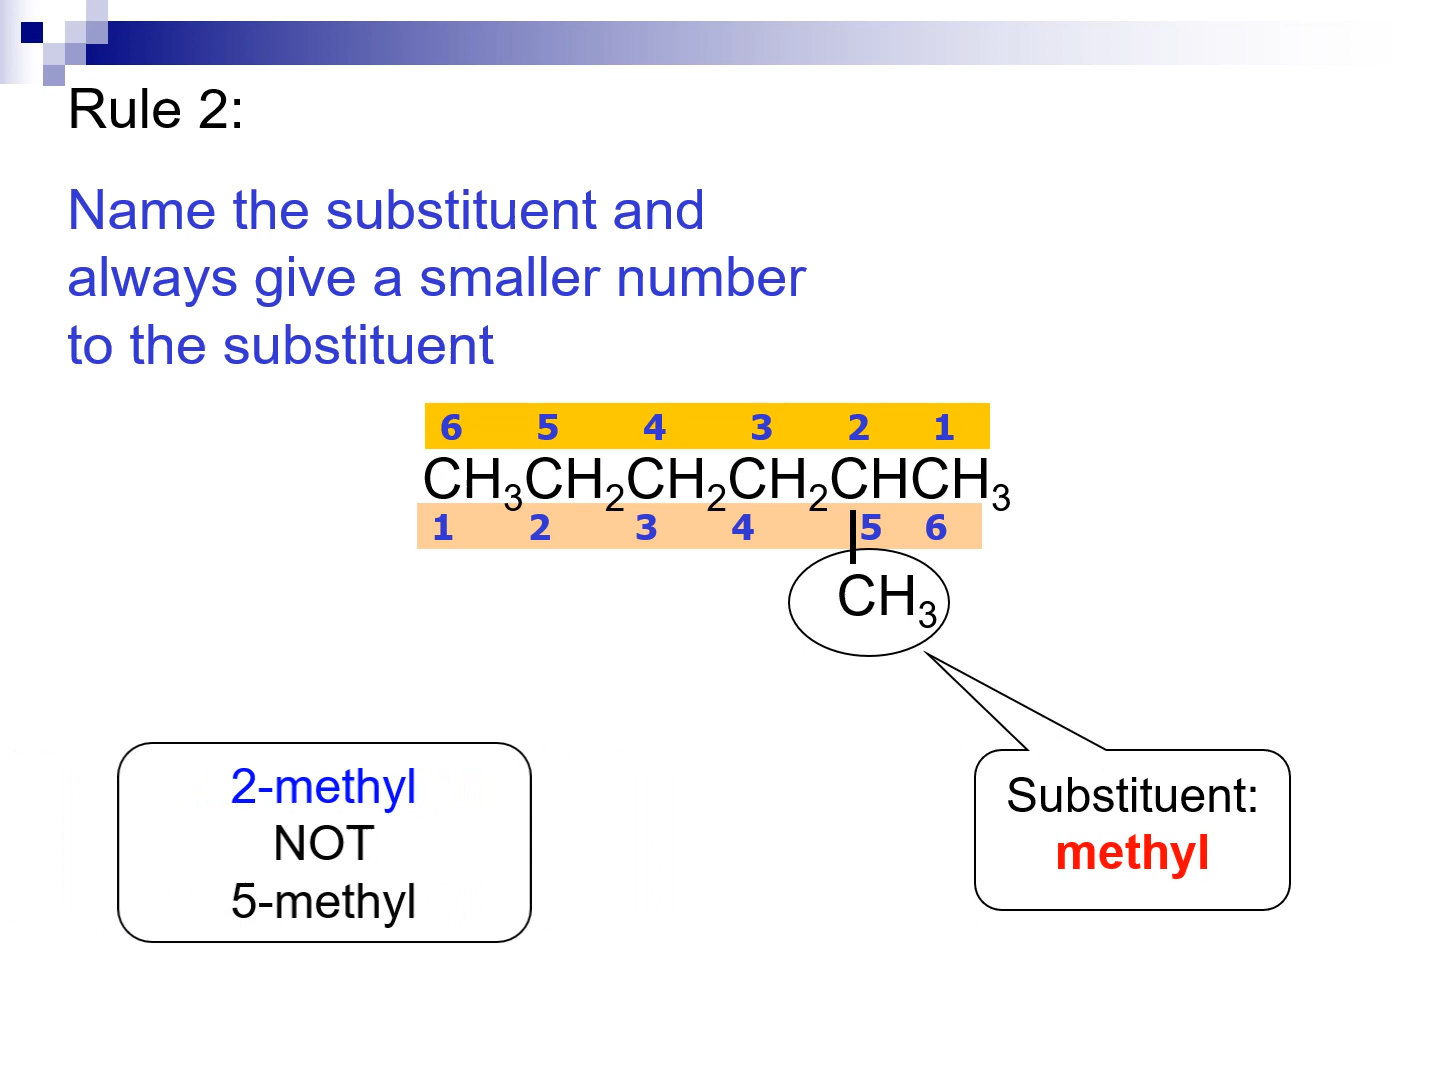 Rule 2:
Name the substituent and
always give a smaller number
to the substituent
6 5 4 3 2 1
CH₃CH₂CH₂CH₂CHCH₃
1 2 3 4 5 6
CH₃
2-methyl
NOT
5-methyl
Substituent:
methyl